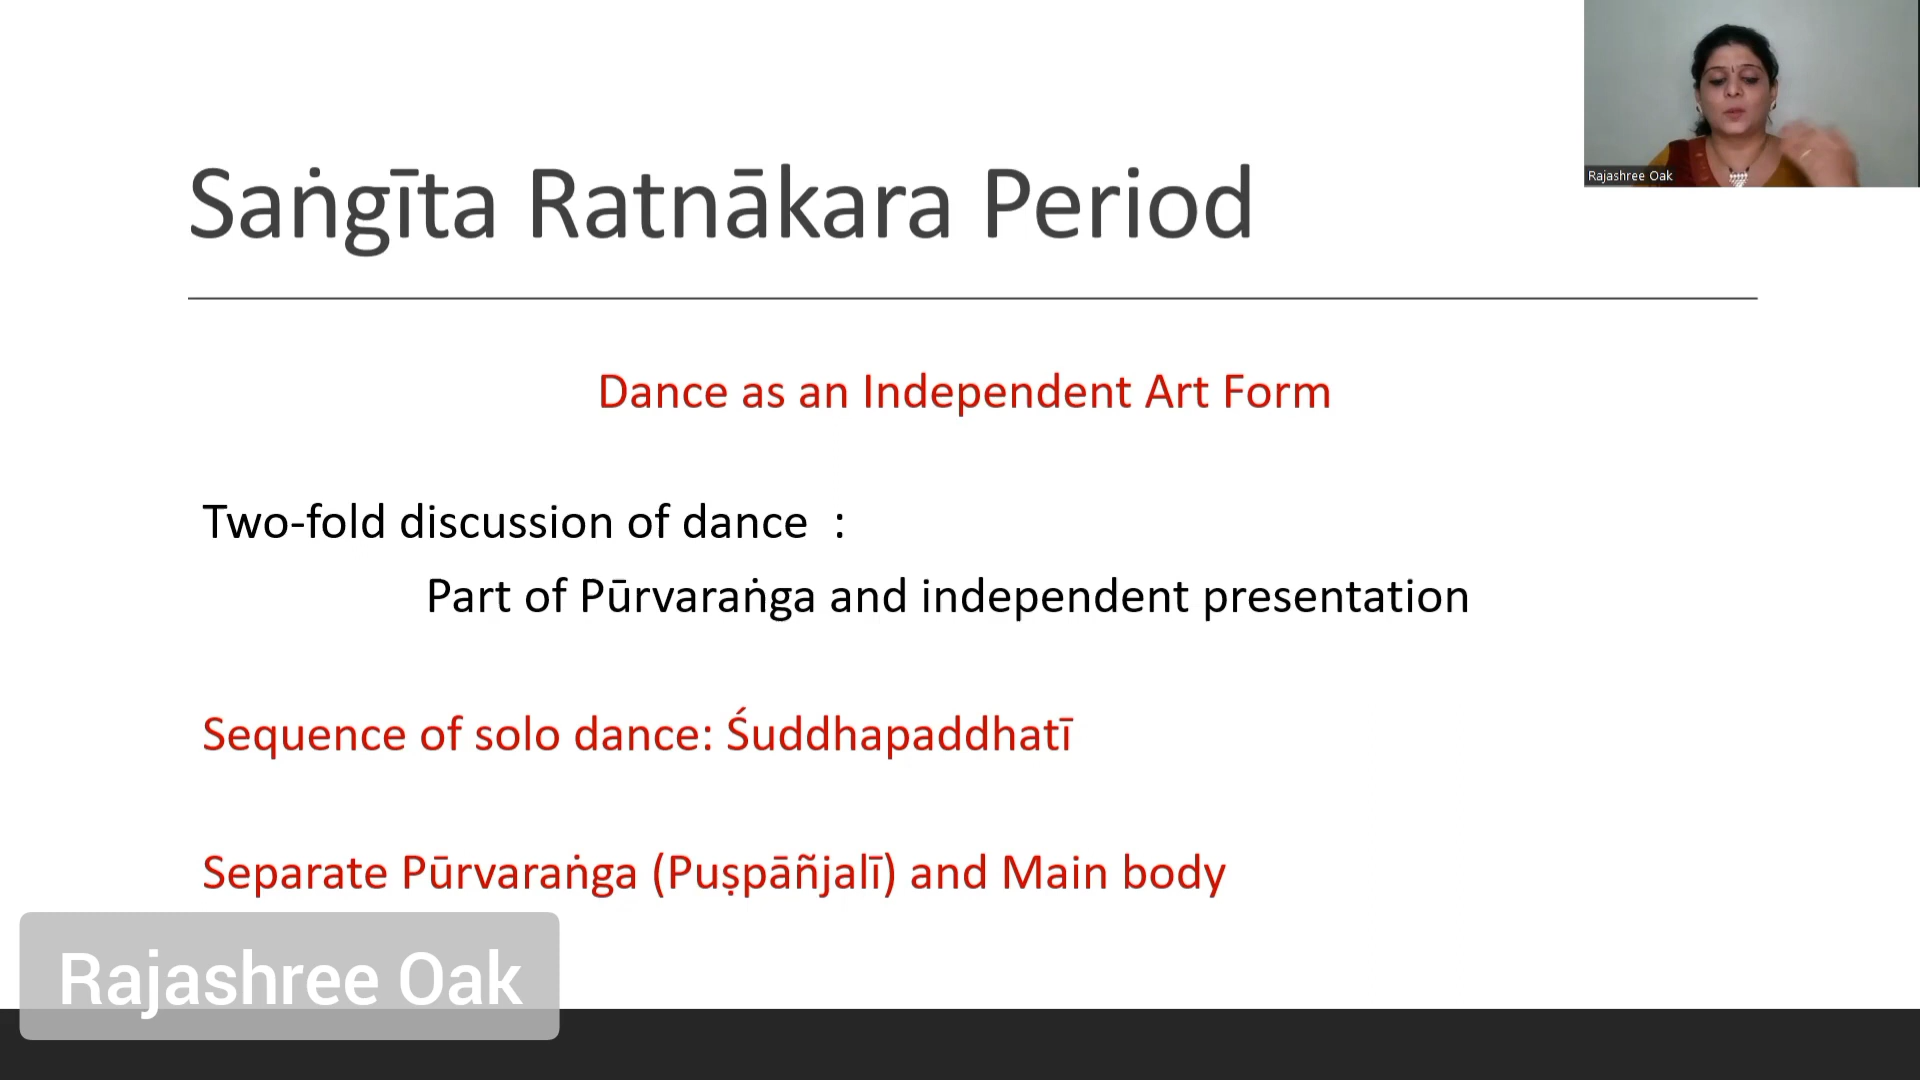 Rajashree Oak
Saṅgīta Ratnākara Period
Dance as an Independent Art Form
Two-fold discussion of dance  :
Part of Pūrvaraṅga and independent presentation
Sequence of solo dance: Śuddhapaddhatī
Separate Pūrvaraṅga (Puṣpāñjalī) and Main body
Rajashree Oak